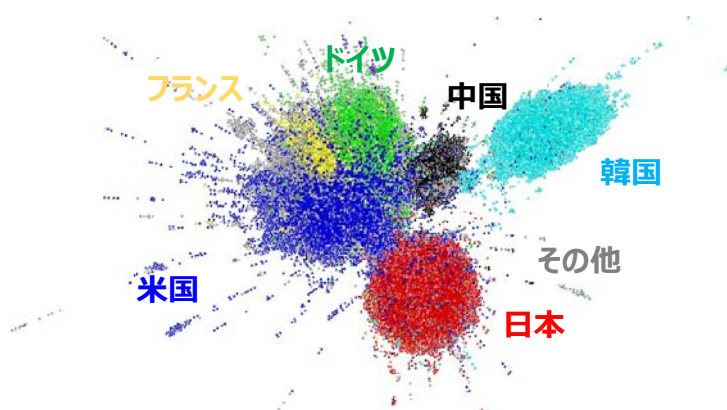 ドイツ
フランス
中国
韓国
その他
米国
日本